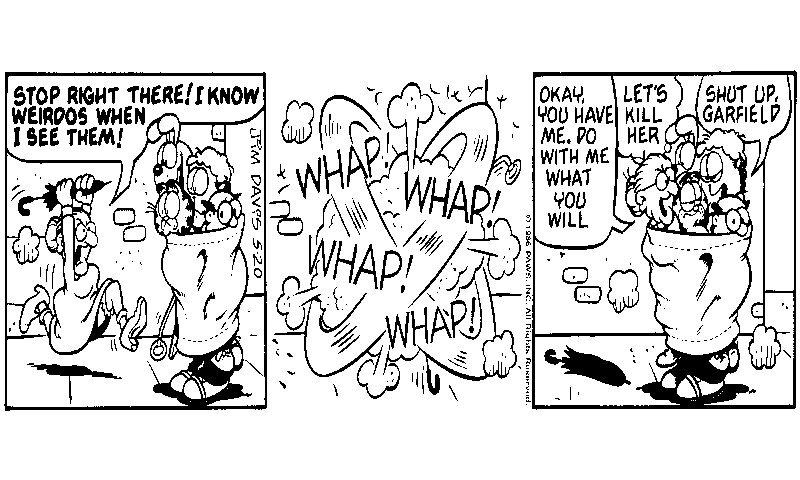 STOP RIGHT THERE! I KNOW
WEIRDOS WHEN
I SEE THEM!
JIM DAVIS 5-20
WHAP!
WHAP!
WHAP!
WHAP!
© 1986 PAWS, INC. All Rights Reserved.
OKAY,
YOU HAVE
ME. DO
WITH ME
WHAT
YOU
WILL
LET'S
KILL
HER
SHUT UP,
GARFIELD